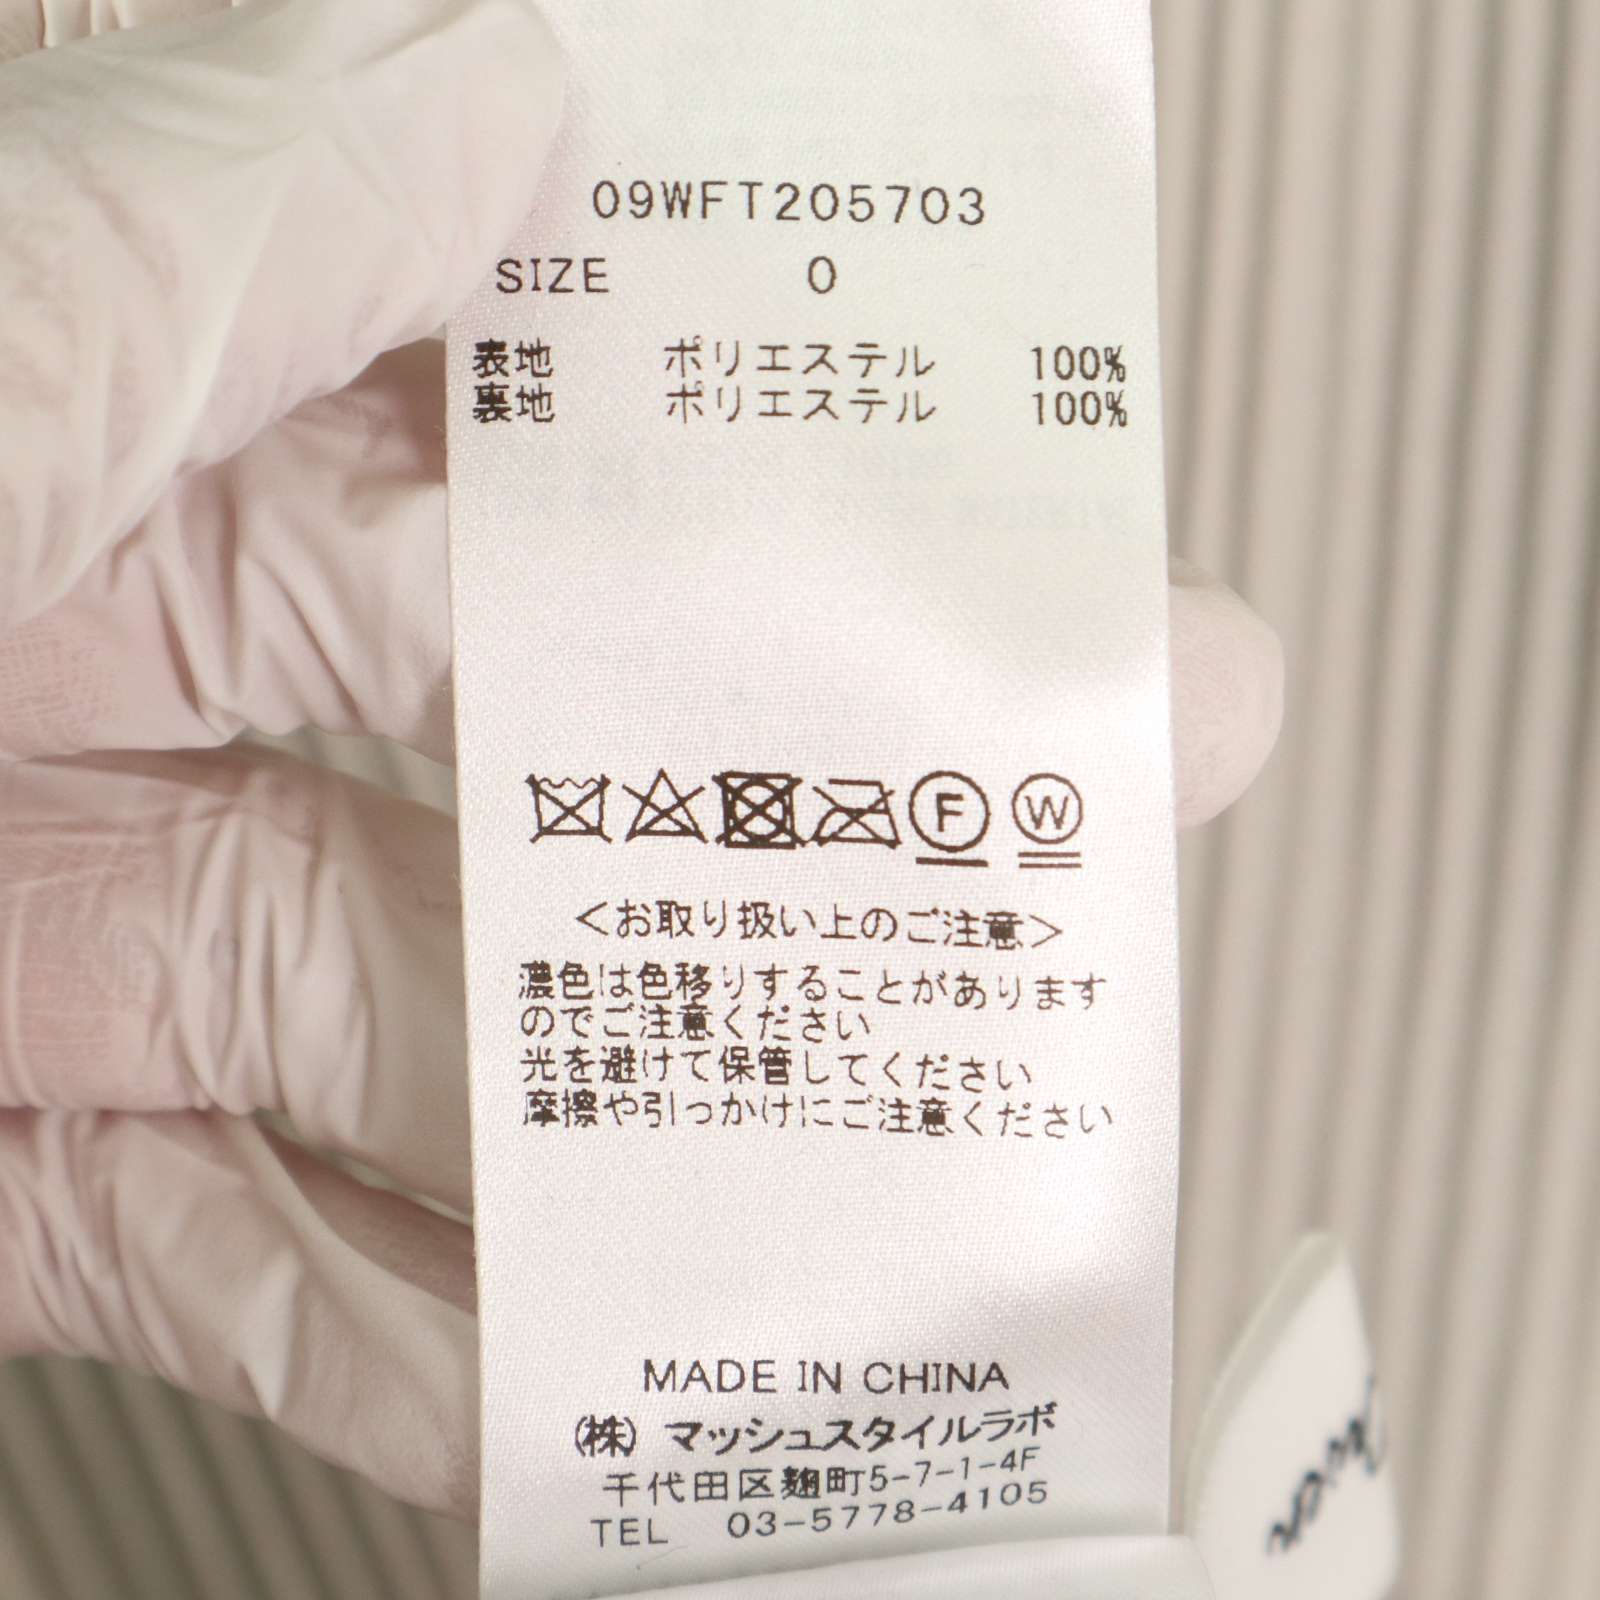 09WFT205703
SIZE 0
表地 ポリエステル 100%
裏地 ポリエステル 100%
F W
<お取り扱い上のご注意>
濃色は色移りすることがあります
のでご注意ください
光を避けて保管してください
摩擦や引っかけにご注意ください
MADE IN CHINA
(株) マッシュスタイルラボ
千代田区麹町5-7-1-4F
TEL 03-5778-4105